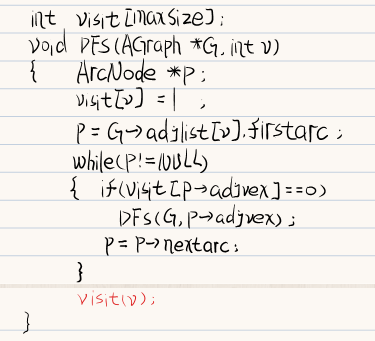 int visit[maxsize];
void DFS(AGraph *G, int v)
{ ArcNode *p;
visit[v] = 1 ,
p = G->adjlist[v].firstarc ;
while(p!=NULL)
{ if(visit[p->adjvex]==0)
DFS(G,p->adjvex);
p = p->nextarc;
}
visit(v);
}